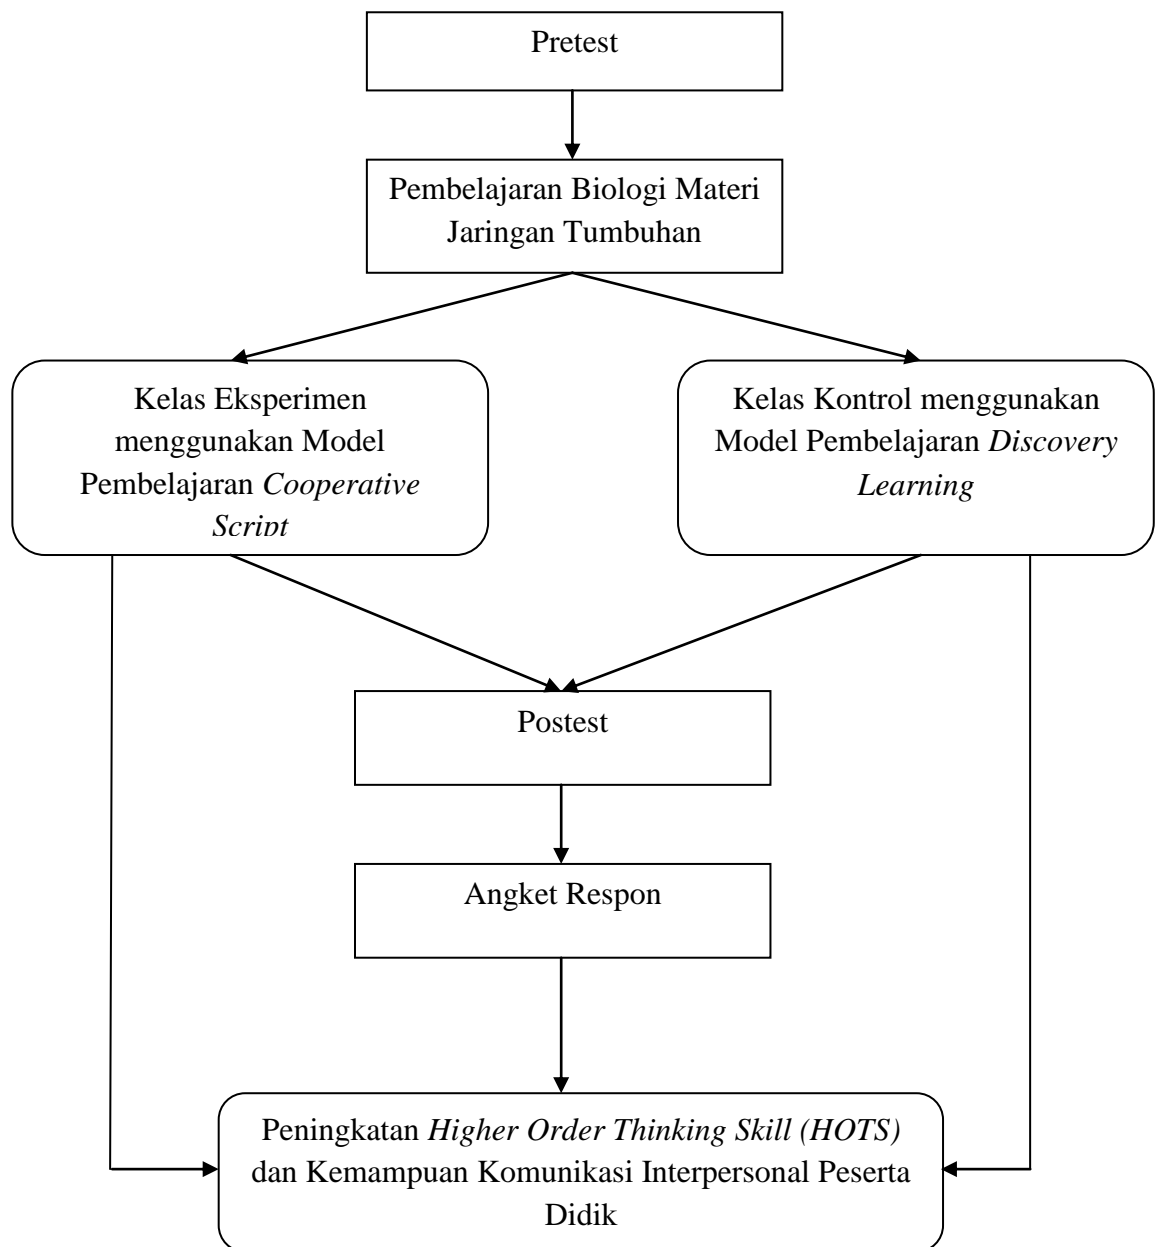 Pretest
Pembelajaran Biologi Materi
Jaringan Tumbuhan
Kelas Eksperimen
menggunakan Model
Pembelajaran Cooperative
Script
Kelas Kontrol menggunakan
Model Pembelajaran Discovery
Learning
Postest
Angket Respon
Peningkatan Higher Order Thinking Skill (HOTS)
dan Kemampuan Komunikasi Interpersonal Peserta
Didik